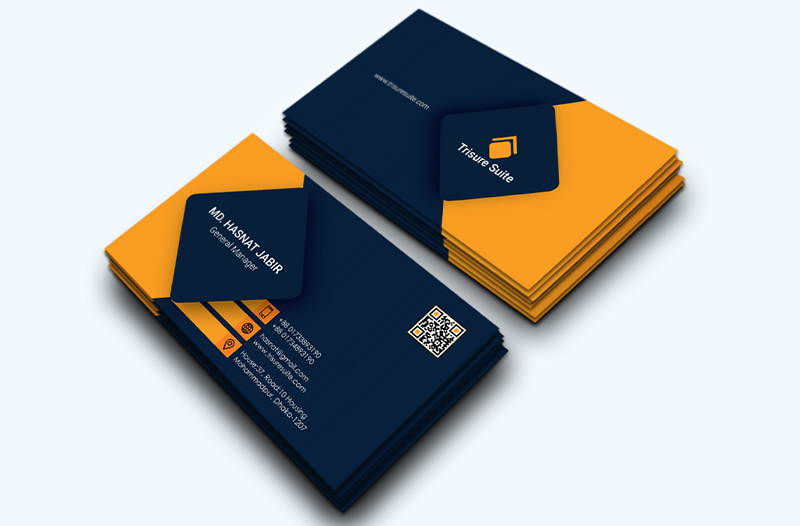 www.trisuresuite.com
Trisure Suite
MD. HASNAT JABIR
General Manager
+88 01733893190
+88 01734893190
hasnat@gmail.com
www.trisuresuite.com
House:37, Road:10 Housing
Mohammadpur, Dhaka-1207